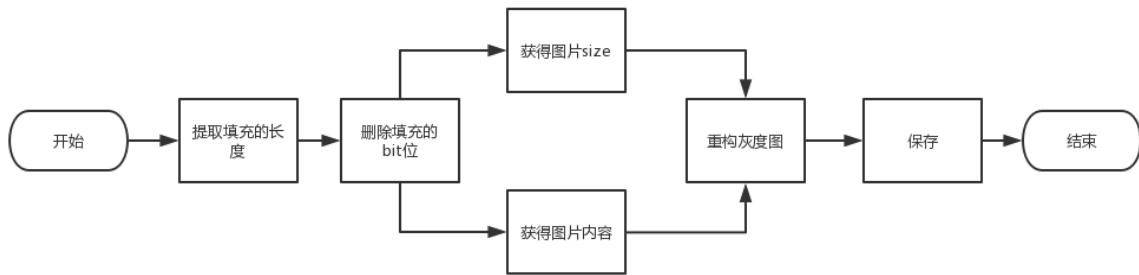 开始
提取填充的长
度
删除填充的
bit位
获得图片size
获得图片内容
重构灰度图
保存
结束